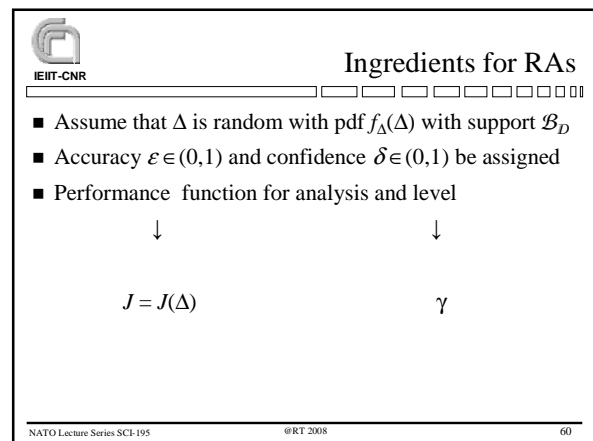 IEIIT-CNR
Ingredients for RAs
■ Assume that Δ is random with pdf f_Δ(Δ) with support 𝓑_D
■ Accuracy ε∈(0,1) and confidence δ∈(0,1) be assigned
■ Performance function for analysis and level
↓ ↓
J = J(Δ) γ
NATO Lecture Series SCI-195 @RT 2008 60